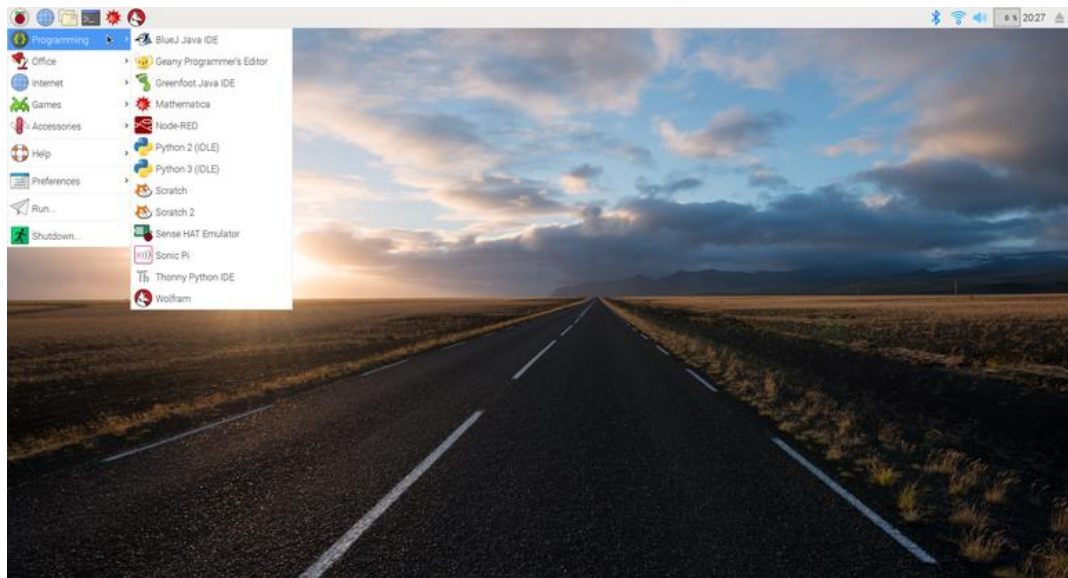 0 % 20:27
Programming
Office
Internet
Games
Accessories
Help
Preferences
Run...
Shutdown...
BlueJ Java IDE
Geany Programmer's Editor
Greenfoot Java IDE
Mathematica
Node-RED
Python 2 (IDLE)
Python 3 (IDLE)
Scratch
Scratch 2
Sense HAT Emulator
Sonic Pi
Th Thonny Python IDE
Wolfram